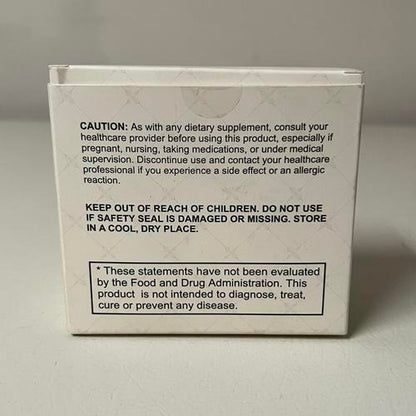 CAUTION: As with any dietary supplement, consult your
healthcare provider before using this product, especially if
pregnant, nursing, taking medications, or under medical
supervision. Discontinue use and contact your healthcare
professional if you experience a side effect or an allergic
reaction.
KEEP OUT OF REACH OF CHILDREN. DO NOT USE
IF SAFETY SEAL IS DAMAGED OR MISSING. STORE
IN A COOL, DRY PLACE.
* These statements have not been evaluated
by the Food and Drug Administration. This
product is not intended to diagnose, treat,
cure or prevent any disease.